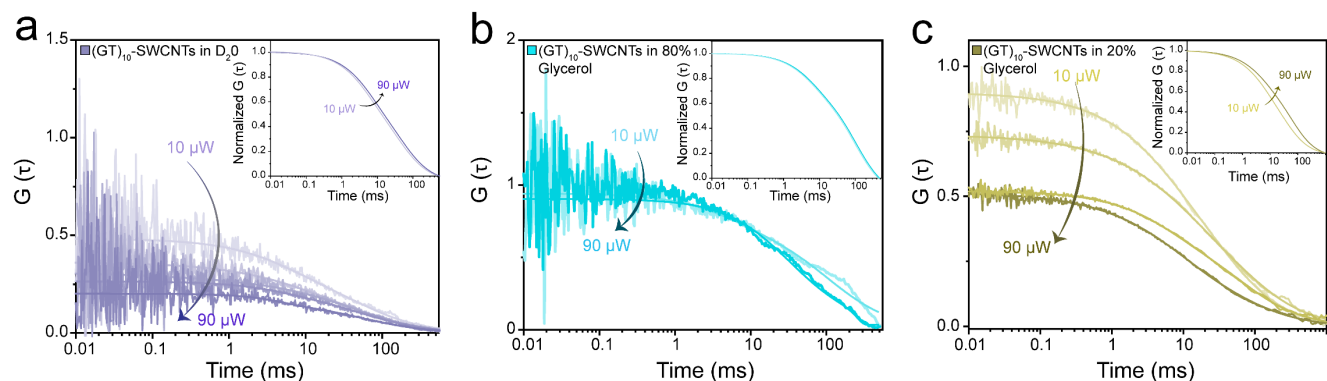 a
(GT)₁₀-SWCNTs in D₂0
1.5
1.0
0.5
0.0
G (τ)
0.01
0.1
1
10
100
Time (ms)
10 µW
90 µW
1.0
0.8
0.6
0.4
0.2
0.0
Normalized G (τ)
0.01
0.1
1
10
100
Time (ms)
90 µW
10 µW
b
(GT)₁₀-SWCNTs in 80%
Glycerol
2
1
0
G (τ)
0.01
0.1
1
10
100
Time (ms)
10 µW
90 µW
1.0
0.8
0.6
0.4
0.2
0.0
Normalized G (τ)
0.01
0.1
1
10
100
Time (ms)
c
(GT)₁₀-SWCNTs in 20%
Glycerol
1.0
0.5
0.0
G (τ)
0.01
0.1
1
10
100
Time (ms)
10 µW
90 µW
1.0
0.8
0.6
0.4
0.2
0.0
Normalized G (τ)
0.01
0.1
1
10
100
Time (ms)
90 µW
10 µW